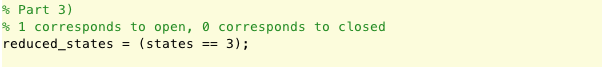 % Part 3)
% 1 corresponds to open, 0 corresponds to closed
reduced_states = (states == 3);